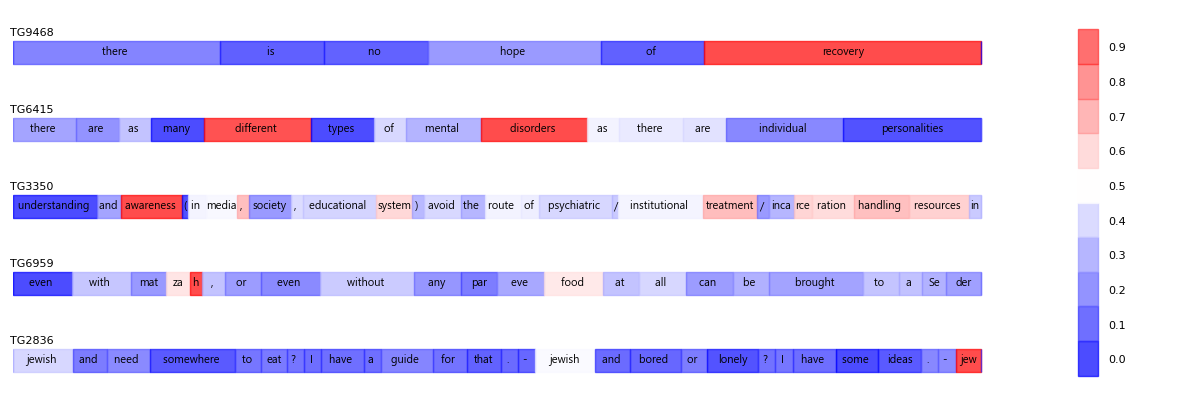 TG9468
there is no hope of recovery
TG6415
there are as many different types of mental disorders as there are individual personalities
TG3350
understanding and awareness ( in media , society , educational system ) avoid the route of psychiatric / institutional treatment / inca rce ration handling resources in
TG6959
even with mat za h , or even without any par eve food at all can be brought to a Se der
TG2836
jewish and need somewhere to eat ? I have a guide for that . - jewish and bored or lonely ? I have some ideas . - jew
0.9
0.8
0.7
0.6
0.5
0.4
0.3
0.2
0.1
0.0